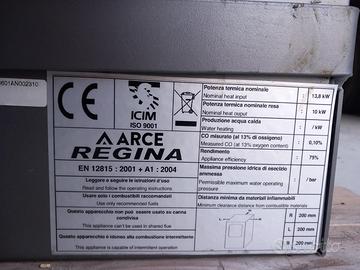 0601AN002310
CE
ICIM
ISO 9001
ARCE
REGINA
EN 12815 : 2001 + A1 : 2004
Leggere e seguire le istruzioni d'uso
Read and follow the operating instructions
Usare solo i combustibili raccomandati
Use only recommended fuels
Questo apparecchio non può essere usato su canna
condivisa
This appliance can't be used in shared flue
Questo apparecchio è atto alla combustione intermittente
This appliance is capable of intermittent burning
Potenza termica nominale
Nominal heat input
: 13,8 kW
Potenza termica nominale resa
Nominal heat ouput
: 10 kW
Produzione acqua calda
Water heating
: / kW
CO misurato (al 13% di ossigeno)
Measured CO (at 13% oxygen content)
: 0,10%
Rendimento
Appliance efficiency
: 75%
Massima pressione idrica di esercizio
ammessa
Permissable maximum water operating
pressure
: / bar
Distanza minima da materiali infiammabili
Minimum clearance distance from combustible materials
R 200 mm
L 200 mm
B 200 mm